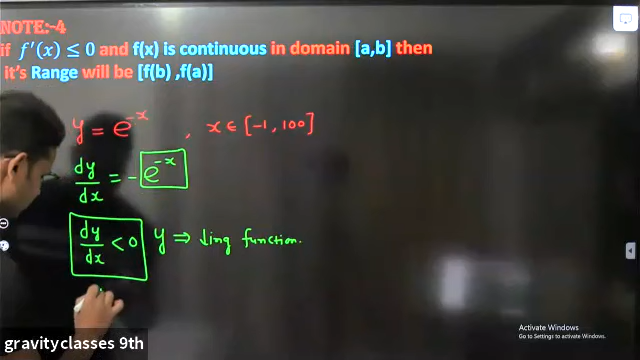 NOTE:-4
if f'(x) ≤ 0 and f(x) is continuous in domain [a,b] then
it's Range will be [f(b) ,f(a)]
y = e^{-x} , x ∈ [-1, 100]
dy/dx = - e^{-x}
dy/dx < 0 y ⇒ ↓ing function.
Activate Windows
Go to Settings to activate Windows.
gravityclasses 9th